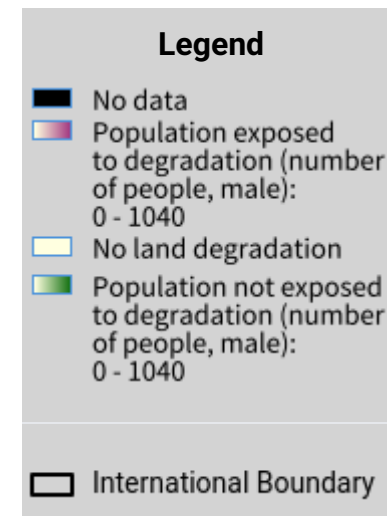 Legend
No data
Population exposed
to degradation (number
of people, male):
0 - 1040
No land degradation
Population not exposed
to degradation (number
of people, male):
0 - 1040
International Boundary